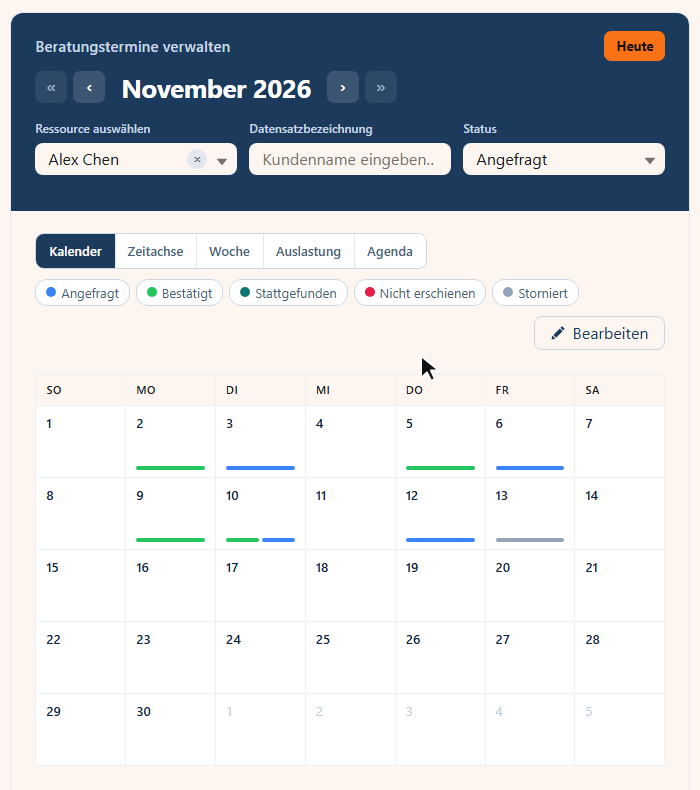 Beratungstermine verwalten
Heute
« ‹ November 2026 › »
Ressource auswählen Datensatzbezeichnung Status
Alex Chen × Kundenname eingeben.. Angefragt
Kalender Zeitachse Woche Auslastung Agenda
Angefragt Bestätigt Stattgefunden Nicht erschienen Storniert
Bearbeiten
SO MO DI MI DO FR SA
1 2 3 4 5 6 7
8 9 10 11 12 13 14
15 16 17 18 19 20 21
22 23 24 25 26 27 28
29 30 1 2 3 4 5